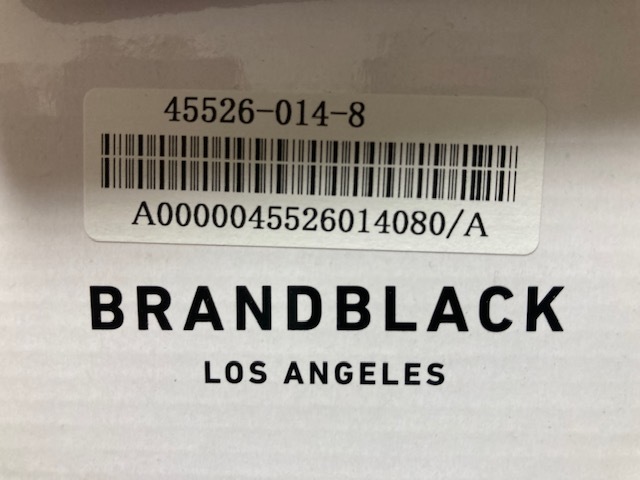 45526-014-8
A0000045526014080/A
BRANDBLACK
LOS ANGELES